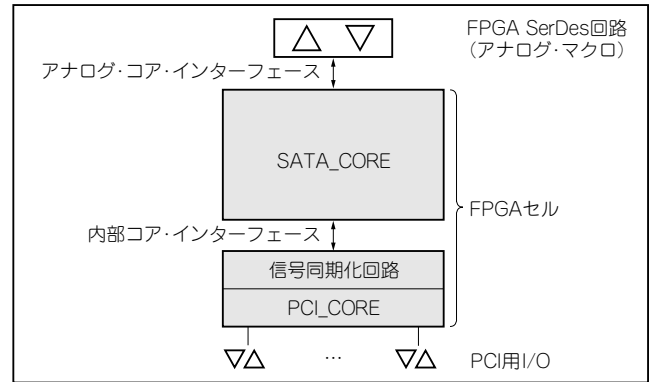 FPGA SerDes回路
(アナログ・マクロ)
アナログ・コア・インターフェース
SATA_CORE
FPGAセル
内部コア・インターフェース
信号同期化回路
PCI_CORE
…
PCI用I/O